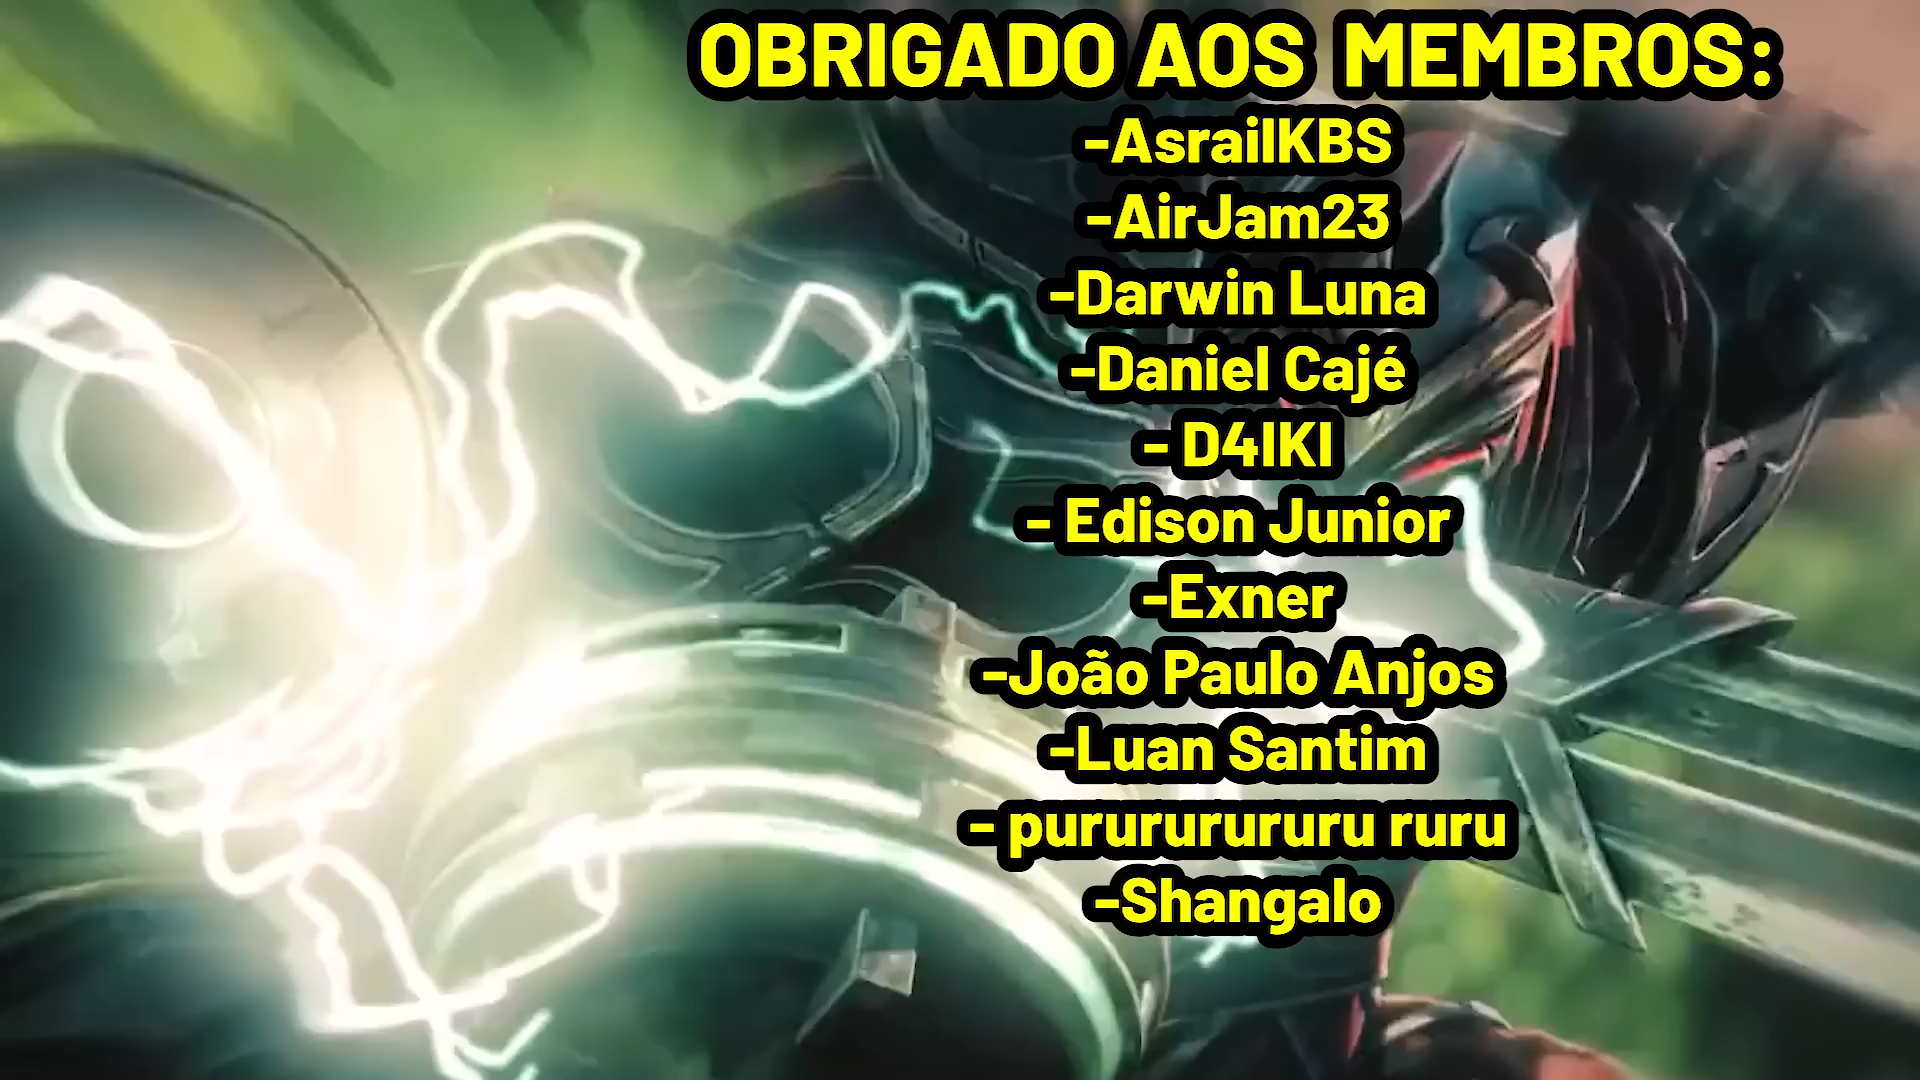 OBRIGADO AOS MEMBROS:
-AsrailKBS
-AirJam23
-Darwin Luna
-Daniel Cajé
- D4IKI
- Edison Junior
-Exner
-João Paulo Anjos
-Luan Santim
- purururururu ruru
-Shangalo